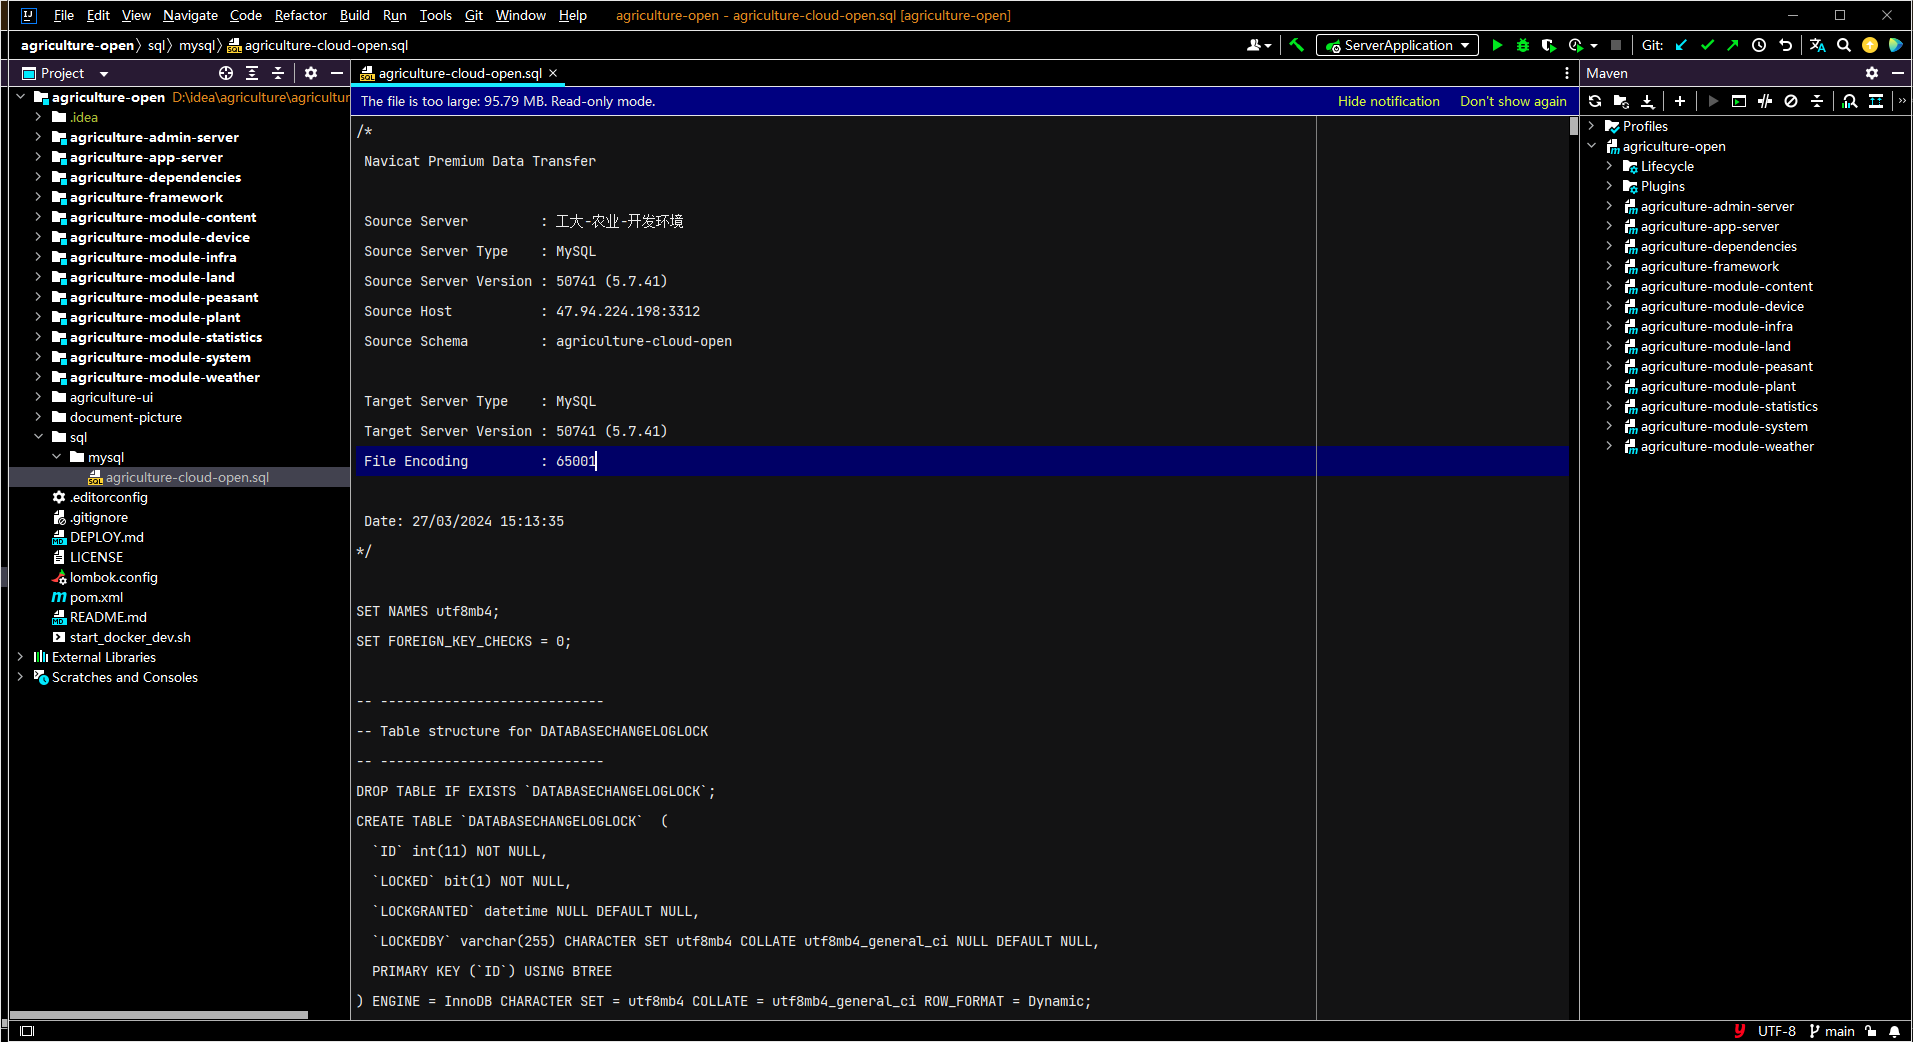 File Edit View Navigate Code Refactor Build Run Tools Git Window Help agriculture-open - agriculture-cloud-open.sql [agriculture-open]
agriculture-open sql mysql agriculture-cloud-open.sql ServerApplication Git:
Project
agriculture-open D:\idea\agriculture\agricultur
.idea
agriculture-admin-server
agriculture-app-server
agriculture-dependencies
agriculture-framework
agriculture-module-content
agriculture-module-device
agriculture-module-infra
agriculture-module-land
agriculture-module-peasant
agriculture-module-plant
agriculture-module-statistics
agriculture-module-system
agriculture-module-weather
agriculture-ui
document-picture
sql
mysql
agriculture-cloud-open.sql
.editorconfig
.gitignore
DEPLOY.md
LICENSE
lombok.config
pom.xml
README.md
start_docker_dev.sh
External Libraries
Scratches and Consoles
agriculture-cloud-open.sql
The file is too large: 95.79 MB. Read-only mode. Hide notification Don't show again
/*
Navicat Premium Data Transfer
Source Server : 工大-农业-开发环境
Source Server Type : MySQL
Source Server Version : 50741 (5.7.41)
Source Host : 47.94.224.198:3312
Source Schema : agriculture-cloud-open
Target Server Type : MySQL
Target Server Version : 50741 (5.7.41)
File Encoding : 65001
Date: 27/03/2024 15:13:35
*/
SET NAMES utf8mb4;
SET FOREIGN_KEY_CHECKS = 0;
-- ----------------------------
-- Table structure for DATABASECHANGELOGLOCK
-- ----------------------------
DROP TABLE IF EXISTS `DATABASECHANGELOGLOCK`;
CREATE TABLE `DATABASECHANGELOGLOCK`  (
`ID` int(11) NOT NULL,
`LOCKED` bit(1) NOT NULL,
`LOCKGRANTED` datetime NULL DEFAULT NULL,
`LOCKEDBY` varchar(255) CHARACTER SET utf8mb4 COLLATE utf8mb4_general_ci NULL DEFAULT NULL,
PRIMARY KEY (`ID`) USING BTREE
) ENGINE = InnoDB CHARACTER SET = utf8mb4 COLLATE = utf8mb4_general_ci ROW_FORMAT = Dynamic;
Maven
Profiles
agriculture-open
Lifecycle
Plugins
agriculture-admin-server
agriculture-app-server
agriculture-dependencies
agriculture-framework
agriculture-module-content
agriculture-module-device
agriculture-module-infra
agriculture-module-land
agriculture-module-peasant
agriculture-module-plant
agriculture-module-statistics
agriculture-module-system
agriculture-module-weather
UTF-8 main